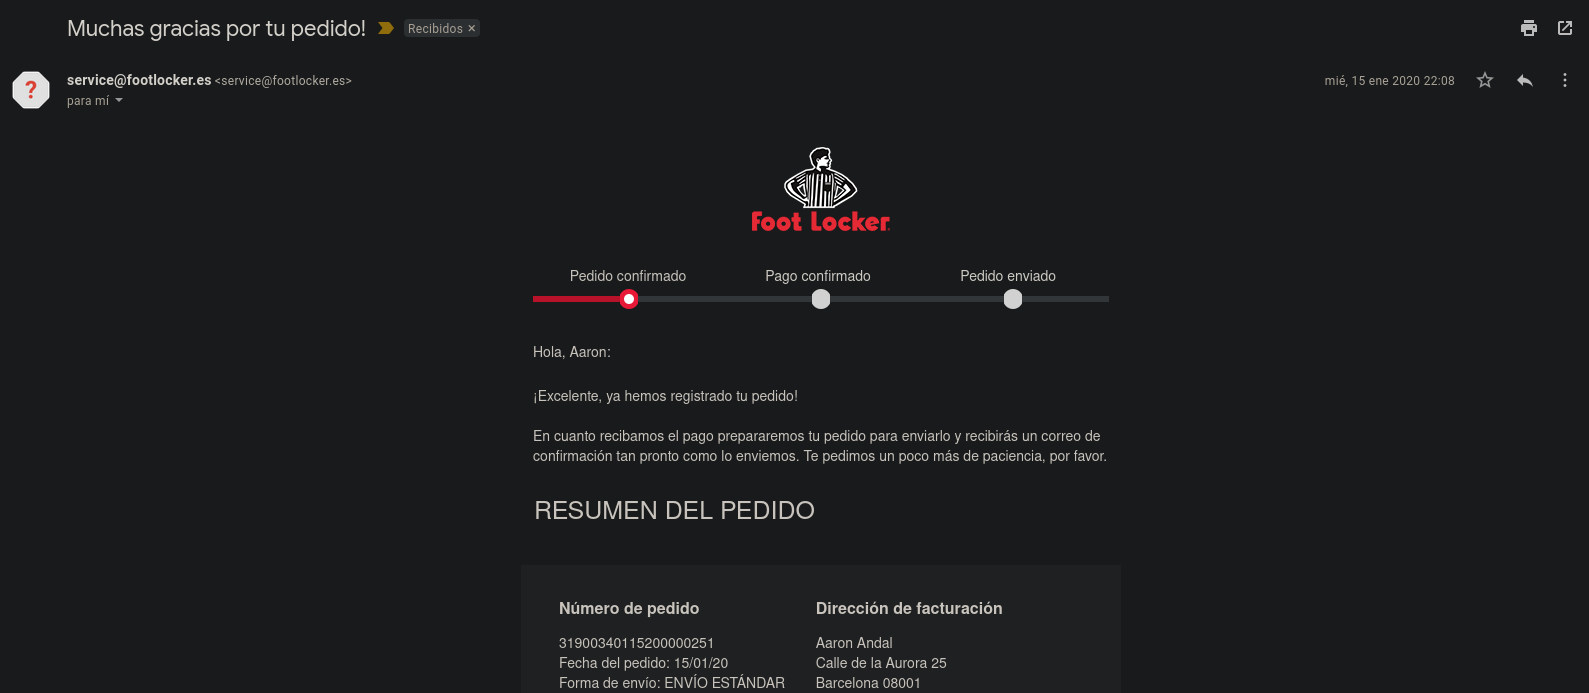 Muchas gracias por tu pedido!
Recibidos ×
service@footlocker.es <service@footlocker.es>
mié, 15 ene 2020 22:08
para mí
?
Foot Locker
Pedido confirmado
Pago confirmado
Pedido enviado
Hola, Aaron:
¡Excelente, ya hemos registrado tu pedido!
En cuanto recibamos el pago prepararemos tu pedido para enviarlo y recibirás un correo de
confirmación tan pronto como lo enviemos. Te pedimos un poco más de paciencia, por favor.
RESUMEN DEL PEDIDO
Número de pedido
31900340115200000251
Fecha del pedido: 15/01/20
Forma de envío: ENVÍO ESTÁNDAR
Dirección de facturación
Aaron Andal
Calle de la Aurora 25
Barcelona 08001